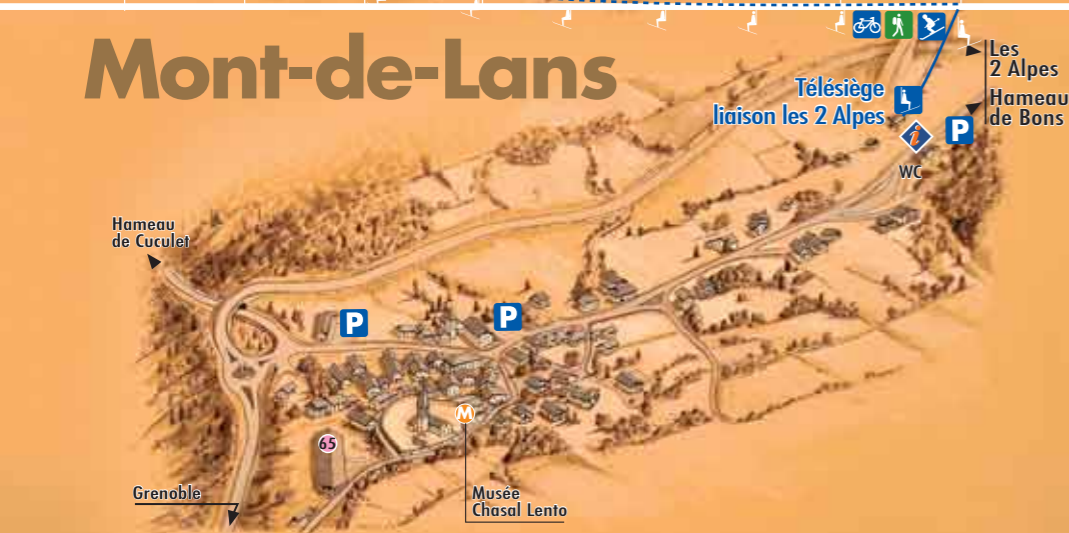 Mont-de-Lans
Les
2 Alpes
Télésiège
liaison les 2 Alpes
Hameau
de Bons
P
i
WC
Hameau
de Cuculet
P
P
M
65
Grenoble
Musée
Chasal Lento